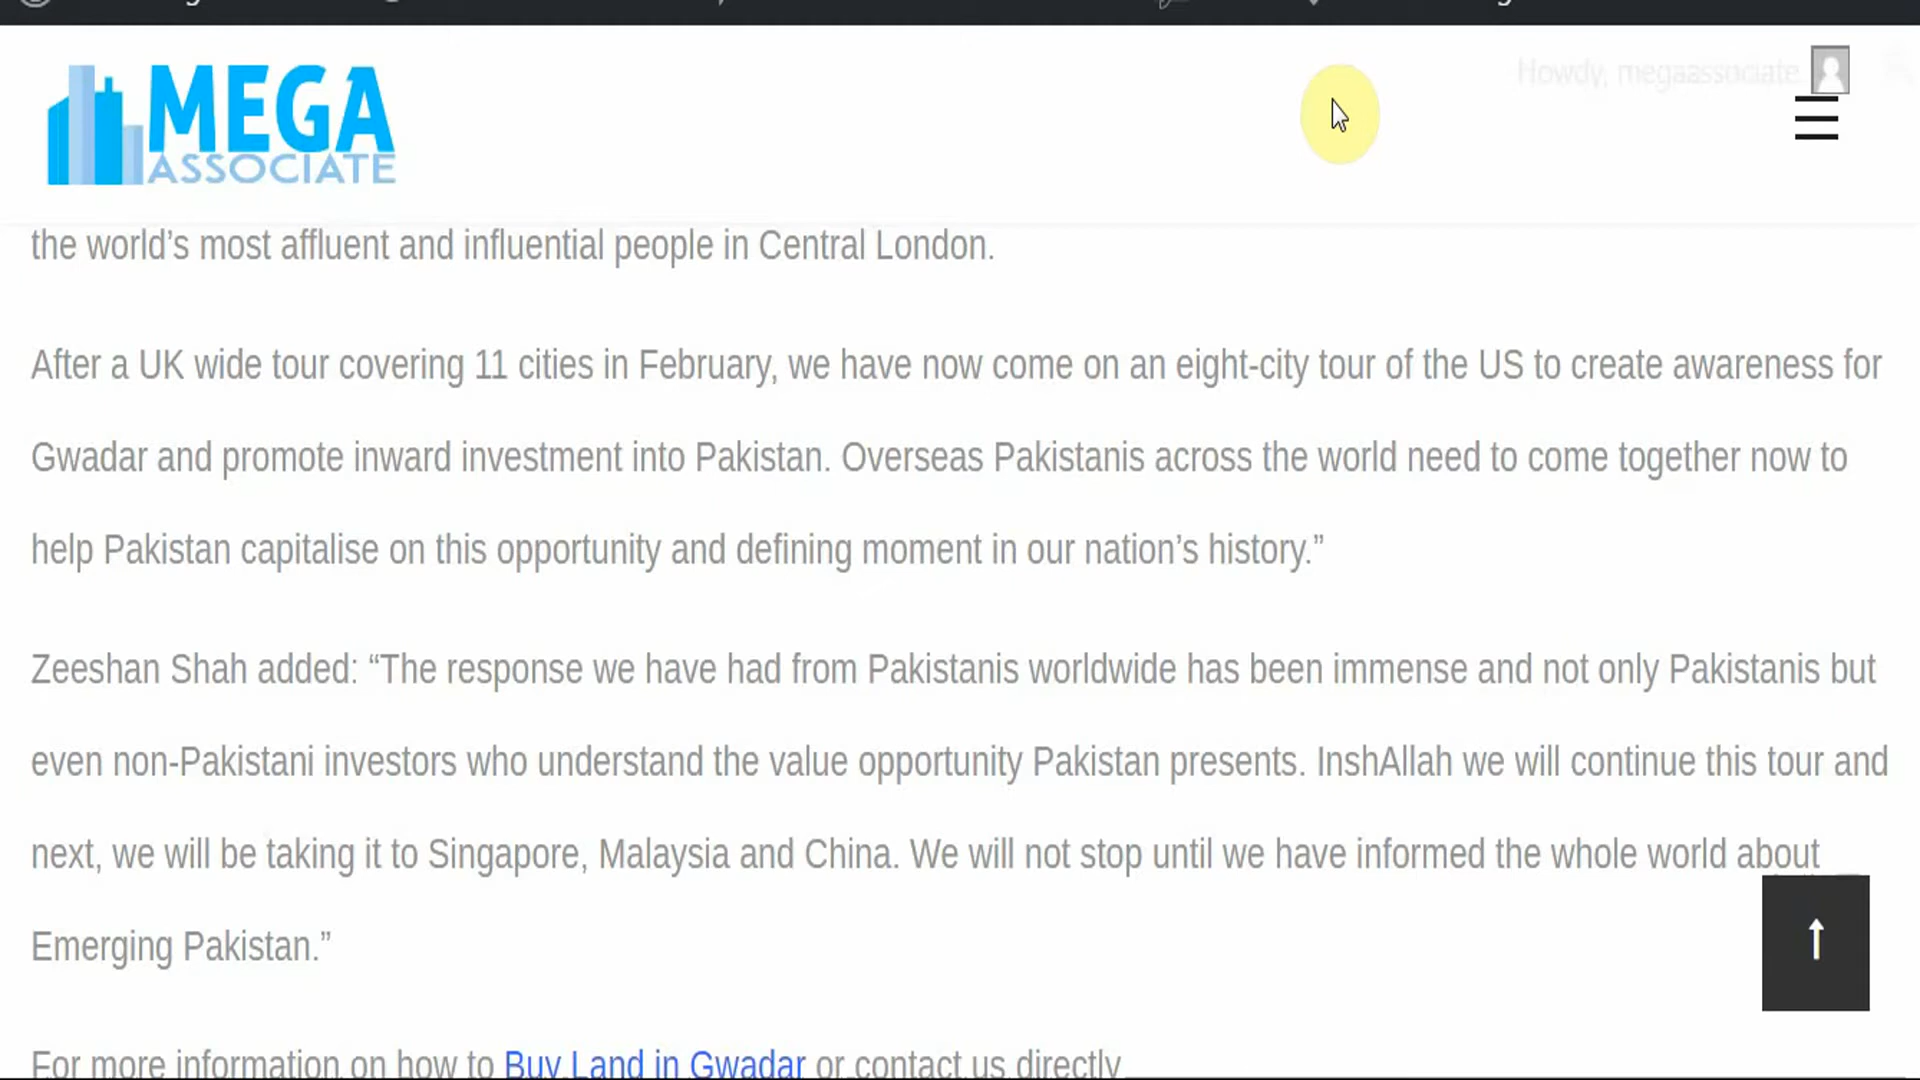 MEGA
ASSOCIATE
Howdy, megaassociate
the world’s most affluent and influential people in Central London.
After a UK wide tour covering 11 cities in February, we have now come on an eight-city tour of the US to create awareness for
Gwadar and promote inward investment into Pakistan. Overseas Pakistanis across the world need to come together now to
help Pakistan capitalise on this opportunity and defining moment in our nation’s history.”
Zeeshan Shah added: “The response we have had from Pakistanis worldwide has been immense and not only Pakistanis but
even non-Pakistani investors who understand the value opportunity Pakistan presents. InshAllah we will continue this tour and
next, we will be taking it to Singapore, Malaysia and China. We will not stop until we have informed the whole world about
Emerging Pakistan.”
For more information on how to Buy Land in Gwadar or contact us directly